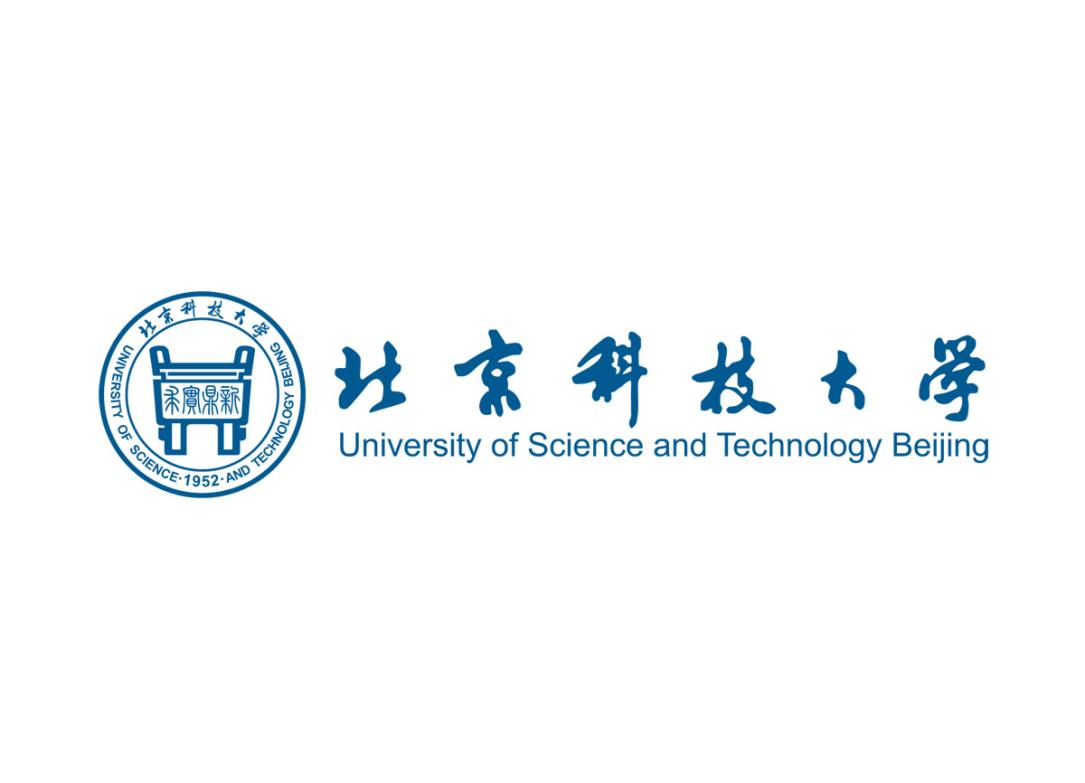 北京科技大学
UNIVERSITY OF SCIENCE·1952·AND TECHNOLOGY BEIJING
求實鼎新
北京科技大学
University of Science and Technology Beijing